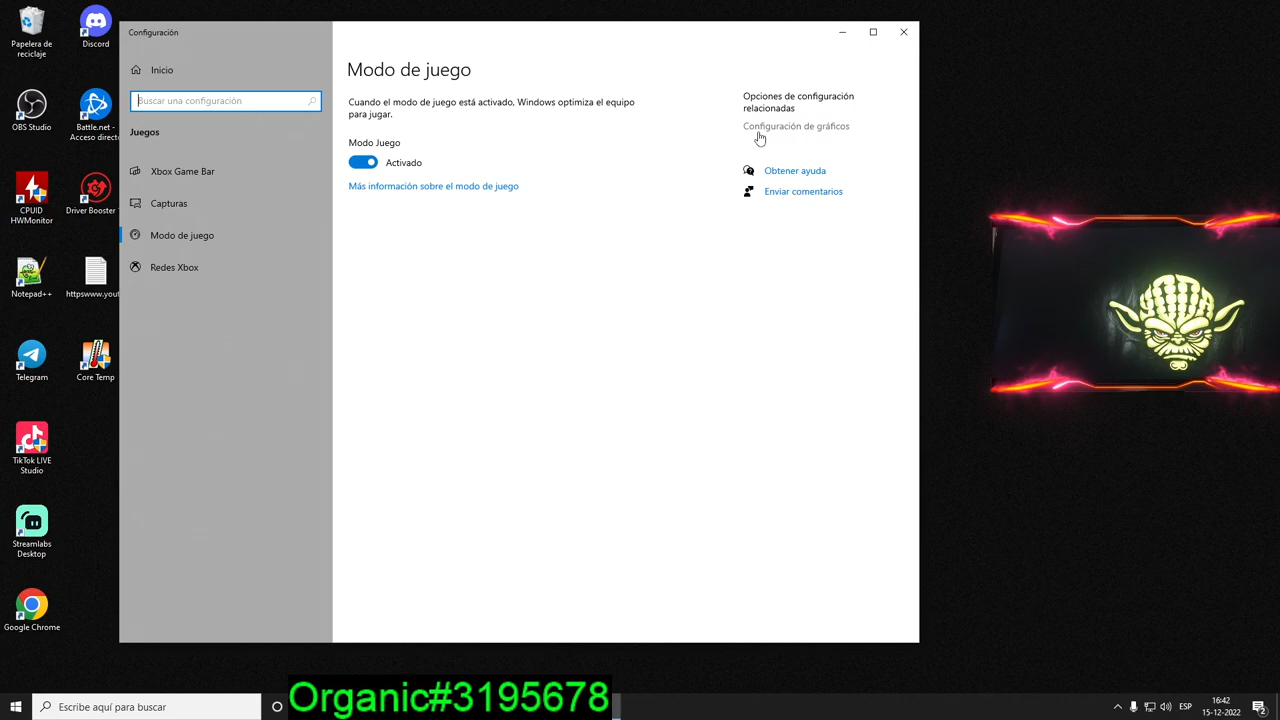 Papelera de
reciclaje
Discord
OBS Studio
Battle.net -
Acceso direct
CPUID
HWMonitor
Driver Booster
Notepad++
httpswww.yout
Telegram
Core Temp
TikTok LIVE
Studio
Streamlabs
Desktop
Google Chrome
Configuración
Inicio
Buscar una configuración
Juegos
Xbox Game Bar
Capturas
Modo de juego
Redes Xbox
Modo de juego
Cuando el modo de juego está activado, Windows optimiza el equipo
para jugar.
Modo Juego
Activado
Más información sobre el modo de juego
Opciones de configuración
relacionadas
Configuración de gráficos
Obtener ayuda
Enviar comentarios
Escribe aquí para buscar
Organic#3195678
ESP
16:42
15-12-2022
2